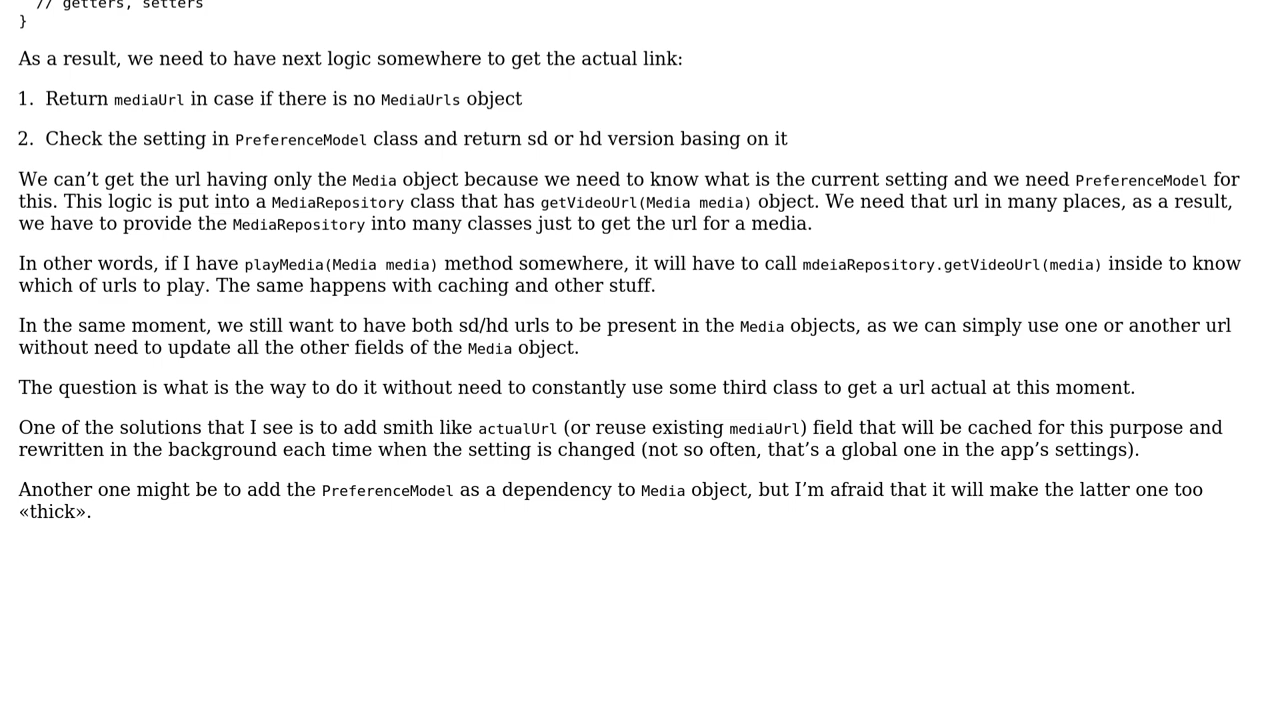 // getters, setters
}
As a result, we need to have next logic somewhere to get the actual link:
1. Return mediaUrl in case if there is no MediaUrls object
2. Check the setting in PreferenceModel class and return sd or hd version basing on it
We can’t get the url having only the Media object because we need to know what is the current setting and we need PreferenceModel for
this. This logic is put into a MediaRepository class that has getVideoUrl(Media media) object. We need that url in many places, as a result,
we have to provide the MediaRepository into many classes just to get the url for a media.
In other words, if I have playMedia(Media media) method somewhere, it will have to call mdeiaRepository.getVideoUrl(media) inside to know
which of urls to play. The same happens with caching and other stuff.
In the same moment, we still want to have both sd/hd urls to be present in the Media objects, as we can simply use one or another url
without need to update all the other fields of the Media object.
The question is what is the way to do it without need to constantly use some third class to get a url actual at this moment.
One of the solutions that I see is to add smith like actualUrl (or reuse existing mediaUrl) field that will be cached for this purpose and
rewritten in the background each time when the setting is changed (not so often, that’s a global one in the app’s settings).
Another one might be to add the PreferenceModel as a dependency to Media object, but I’m afraid that it will make the latter one too
«thick».